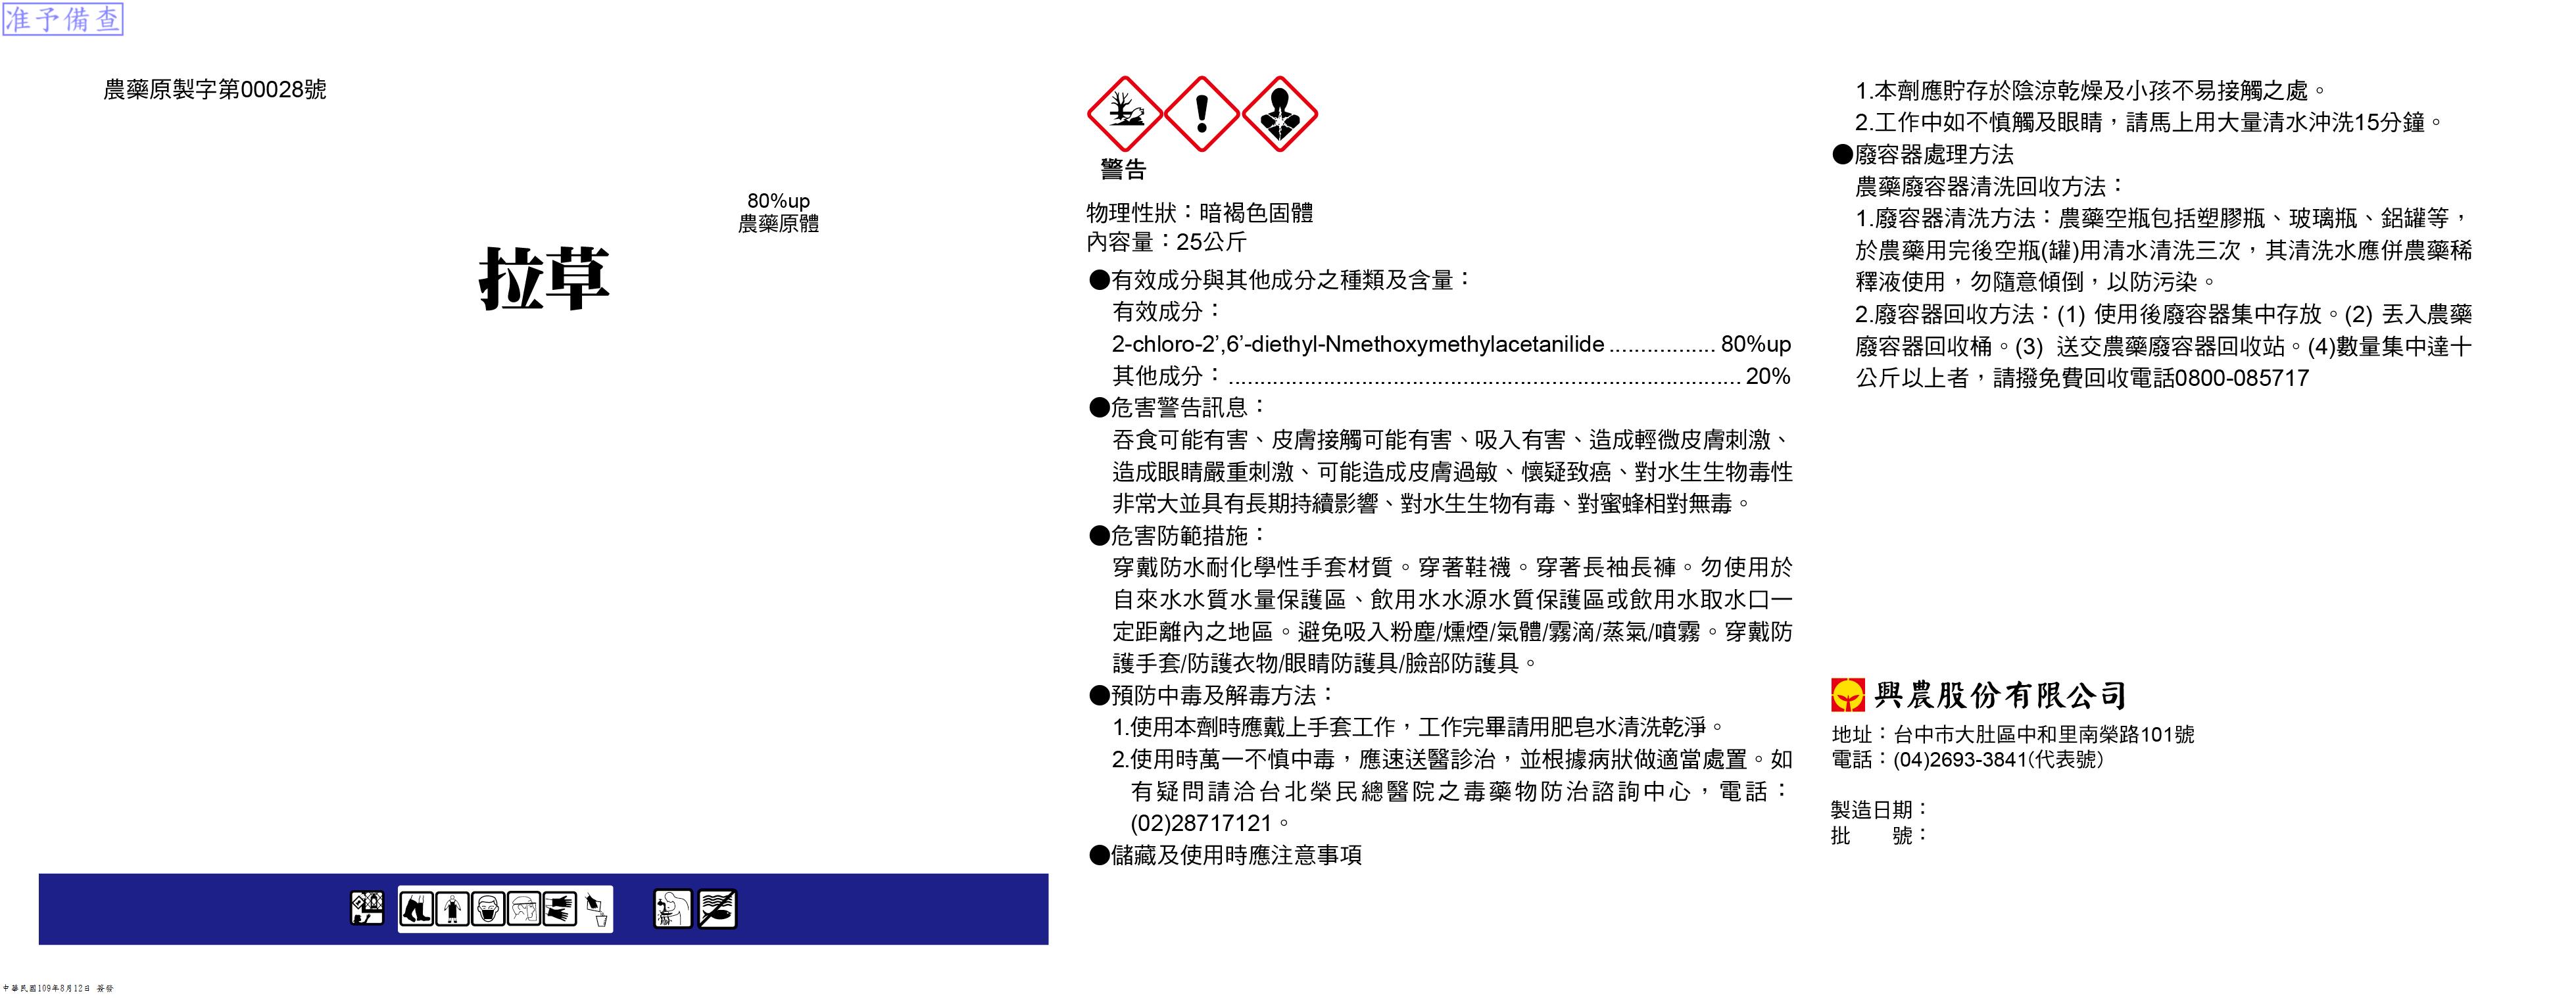 准予備查
農藥原製字第00028號
80%up
農藥原體
拉草
警告
物理性狀：暗褐色固體
內容量：25公斤
●有效成分與其他成分之種類及含量：
有效成分：
2-chloro-2’,6’-diethyl-Nmethoxymethylacetanilide ................. 80%up
其他成分：................................................................................. 20%
●危害警告訊息：
吞食可能有害、皮膚接觸可能有害、吸入有害、造成輕微皮膚刺激、
造成眼睛嚴重刺激、可能造成皮膚過敏、懷疑致癌、對水生生物毒性
非常大並具有長期持續影響、對水生生物有毒、對蜜蜂相對無毒。
●危害防範措施：
穿戴防水耐化學性手套材質。穿著鞋襪。穿著長袖長褲。勿使用於
自來水水質水量保護區、飲用水水源水質保護區或飲用水取水口一
定距離內之地區。避免吸入粉塵/燻煙/氣體/霧滴/蒸氣/噴霧。穿戴防
護手套/防護衣物/眼睛防護具/臉部防護具。
●預防中毒及解毒方法：
1.使用本劑時應戴上手套工作，工作完畢請用肥皂水清洗乾淨。
2.使用時萬一不慎中毒，應速送醫診治，並根據病狀做適當處置。如
有疑問請洽台北榮民總醫院之毒藥物防治諮詢中心，電話：
(02)28717121。
●儲藏及使用時應注意事項
1.本劑應貯存於陰涼乾燥及小孩不易接觸之處。
2.工作中如不慎觸及眼睛，請馬上用大量清水沖洗15分鐘。
●廢容器處理方法
農藥廢容器清洗回收方法：
1.廢容器清洗方法：農藥空瓶包括塑膠瓶、玻璃瓶、鋁罐等，
於農藥用完後空瓶(罐)用清水清洗三次，其清洗水應併農藥稀
釋液使用，勿隨意傾倒，以防污染。
2.廢容器回收方法：(1) 使用後廢容器集中存放。(2) 丟入農藥
廢容器回收桶。(3) 送交農藥廢容器回收站。(4)數量集中達十
公斤以上者，請撥免費回收電話0800-085717
興農股份有限公司
地址：台中市大肚區中和里南榮路101號
電話：(04)2693-3841(代表號)
製造日期：
批　　號：
中華民國109年8月12日 簽發